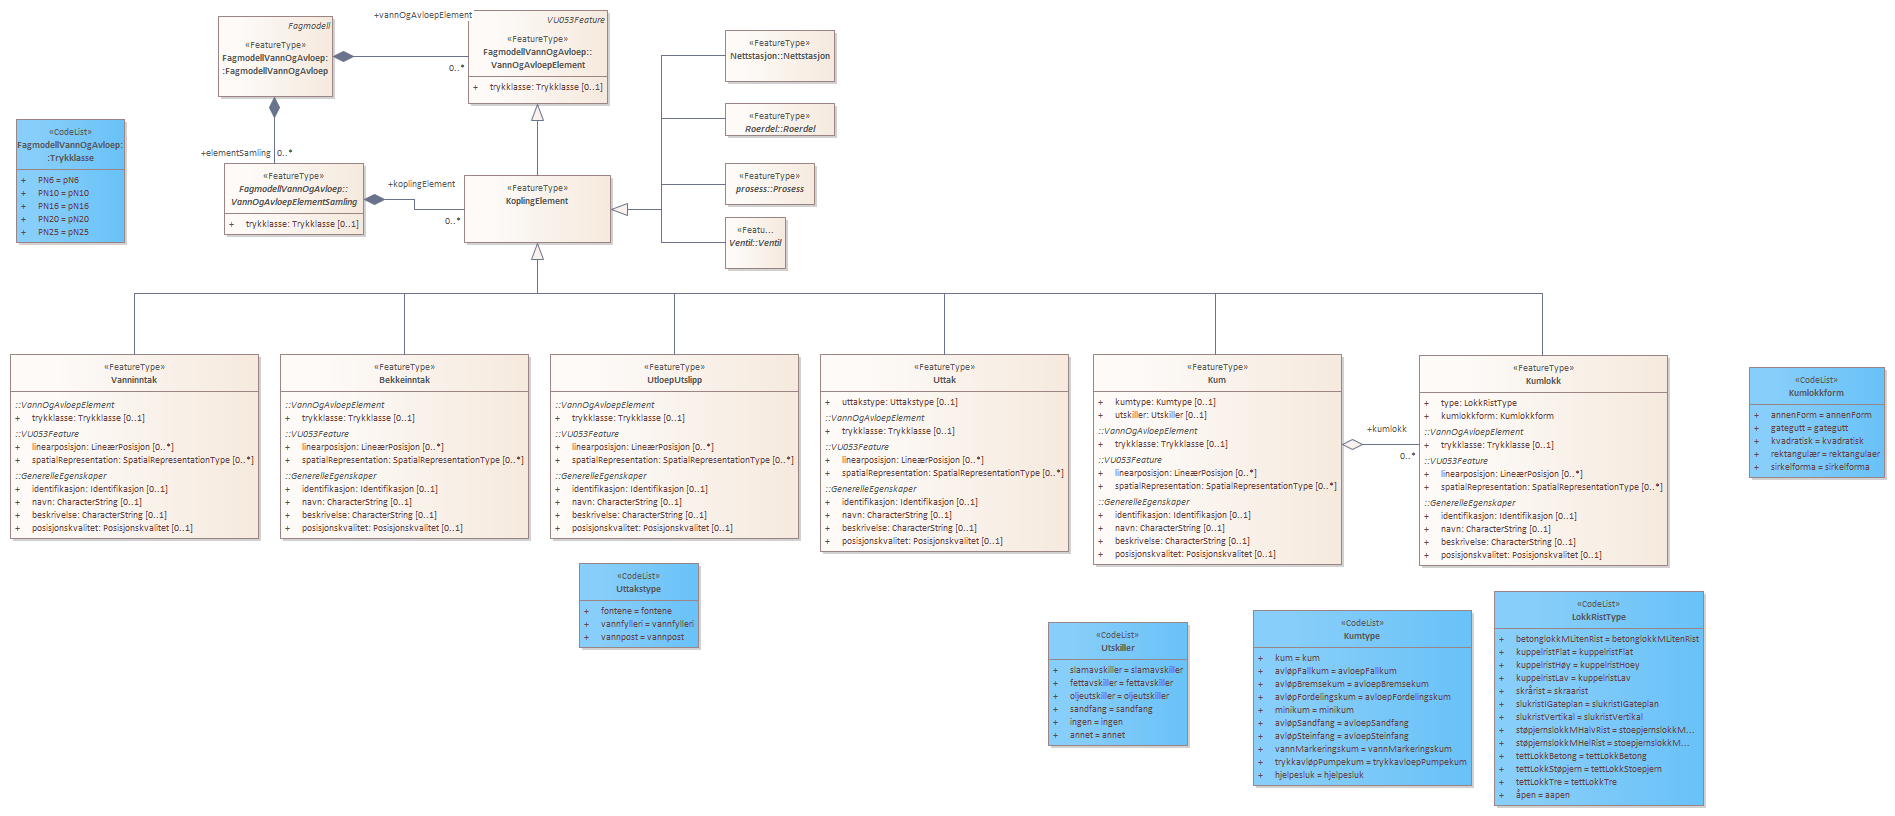 Fagmodell
«FeatureType»
FagmodellVannOgAvloep:
:FagmodellVannOgAvloep
+vannOgAvloepElement
0..*
VU053Feature
«FeatureType»
FagmodellVannOgAvloep::
VannOgAvloepElement
+ trykklasse: Trykklasse [0..1]
«FeatureType»
Nettstasjon::Nettstasjon
«FeatureType»
Roerdel::Roerdel
«FeatureType»
prosess::Prosess
«Featu...
Ventil::Ventil
«CodeList»
FagmodellVannOgAvloep:
:Trykklasse
+ PN6 = pN6
+ PN10 = pN10
+ PN16 = pN16
+ PN20 = pN20
+ PN25 = pN25
+elementSamling
0..*
«FeatureType»
FagmodellVannOgAvloep::
VannOgAvloepElementSamling
+ trykklasse: Trykklasse [0..1]
+koplingElement
0..*
«FeatureType»
KoplingElement
«FeatureType»
Vanninntak
::VannOgAvloepElement
+ trykklasse: Trykklasse [0..1]
::VU053Feature
+ linearposisjon: LineærPosisjon [0..*]
+ spatialRepresentation: SpatialRepresentationType [0..*]
::GenerelleEgenskaper
+ identifikasjon: Identifikasjon [0..1]
+ navn: CharacterString [0..1]
+ beskrivelse: CharacterString [0..1]
+ posisjonskvalitet: Posisjonskvalitet [0..1]
«FeatureType»
Bekkeinntak
::VannOgAvloepElement
+ trykklasse: Trykklasse [0..1]
::VU053Feature
+ linearposisjon: LineærPosisjon [0..*]
+ spatialRepresentation: SpatialRepresentationType [0..*]
::GenerelleEgenskaper
+ identifikasjon: Identifikasjon [0..1]
+ navn: CharacterString [0..1]
+ beskrivelse: CharacterString [0..1]
+ posisjonskvalitet: Posisjonskvalitet [0..1]
«FeatureType»
UtloepUtslipp
::VannOgAvloepElement
+ trykklasse: Trykklasse [0..1]
::VU053Feature
+ linearposisjon: LineærPosisjon [0..*]
+ spatialRepresentation: SpatialRepresentationType [0..*]
::GenerelleEgenskaper
+ identifikasjon: Identifikasjon [0..1]
+ navn: CharacterString [0..1]
+ beskrivelse: CharacterString [0..1]
+ posisjonskvalitet: Posisjonskvalitet [0..1]
«FeatureType»
Uttak
+ uttakstype: Uttakstype [0..1]
::VannOgAvloepElement
+ trykklasse: Trykklasse [0..1]
::VU053Feature
+ linearposisjon: LineærPosisjon [0..*]
+ spatialRepresentation: SpatialRepresentationType [0..*]
::GenerelleEgenskaper
+ identifikasjon: Identifikasjon [0..1]
+ navn: CharacterString [0..1]
+ beskrivelse: CharacterString [0..1]
+ posisjonskvalitet: Posisjonskvalitet [0..1]
«FeatureType»
Kum
+ kumtype: Kumtype [0..1]
+ utskiller: Utskiller [0..1]
::VannOgAvloepElement
+ trykklasse: Trykklasse [0..1]
::VU053Feature
+ linearposisjon: LineærPosisjon [0..*]
+ spatialRepresentation: SpatialRepresentationType [0..*]
::GenerelleEgenskaper
+ identifikasjon: Identifikasjon [0..1]
+ navn: CharacterString [0..1]
+ beskrivelse: CharacterString [0..1]
+ posisjonskvalitet: Posisjonskvalitet [0..1]
+kumlokk
0..*
«FeatureType»
Kumlokk
+ type: LokkRistType
+ kumlokkform: Kumlokkform
::VannOgAvloepElement
+ trykklasse: Trykklasse [0..1]
::VU053Feature
+ linearposisjon: LineærPosisjon [0..*]
+ spatialRepresentation: SpatialRepresentationType [0..*]
::GenerelleEgenskaper
+ identifikasjon: Identifikasjon [0..1]
+ navn: CharacterString [0..1]
+ beskrivelse: CharacterString [0..1]
+ posisjonskvalitet: Posisjonskvalitet [0..1]
«CodeList»
Kumlokkform
+ annenForm = annenForm
+ gategutt = gategutt
+ kvadratisk = kvadratisk
+ rektangulær = rektangulaer
+ sirkelforma = sirkelforma
«CodeList»
Uttakstype
+ fontene = fontene
+ vannfylleri = vannfylleri
+ vannpost = vannpost
«CodeList»
Utskiller
+ slamavskiller = slamavskiller
+ fettavskiller = fettavskiller
+ oljeutskiller = oljeutskiller
+ sandfang = sandfang
+ ingen = ingen
+ annet = annet
«CodeList»
Kumtype
+ kum = kum
+ avløpFallkum = avloepFallkum
+ avløpBremsekum = avloepBremsekum
+ avløpFordelingskum = avloepFordelingskum
+ minikum = minikum
+ avløpSandfang = avloepSandfang
+ avløpSteinfang = avloepSteinfang
+ vannMarkeringskum = vannMarkeringskum
+ trykkavløpPumpekum = trykkavloepPumpekum
+ hjelpesluk = hjelpesluk
«CodeList»
LokkRistType
+ betonglokkMLitenRist = betonglokkMLitenRist
+ kuppelristFlat = kuppelristFlat
+ kuppelristHøy = kuppelristHoey
+ kuppelristLav = kuppelristLav
+ skrårist = skraarist
+ slukristIGateplan = slukristIGateplan
+ slukristVertikal = slukristVertikal
+ støpjernslokkMHalvRist = stoepjernslokkM...
+ støpjernslokkMHelRist = stoepjernslokkM...
+ tettLokkBetong = tettLokkBetong
+ tettLokkStøpjern = tettLokkStoepjern
+ tettLokkTre = tettLokkTre
+ åpen = aapen